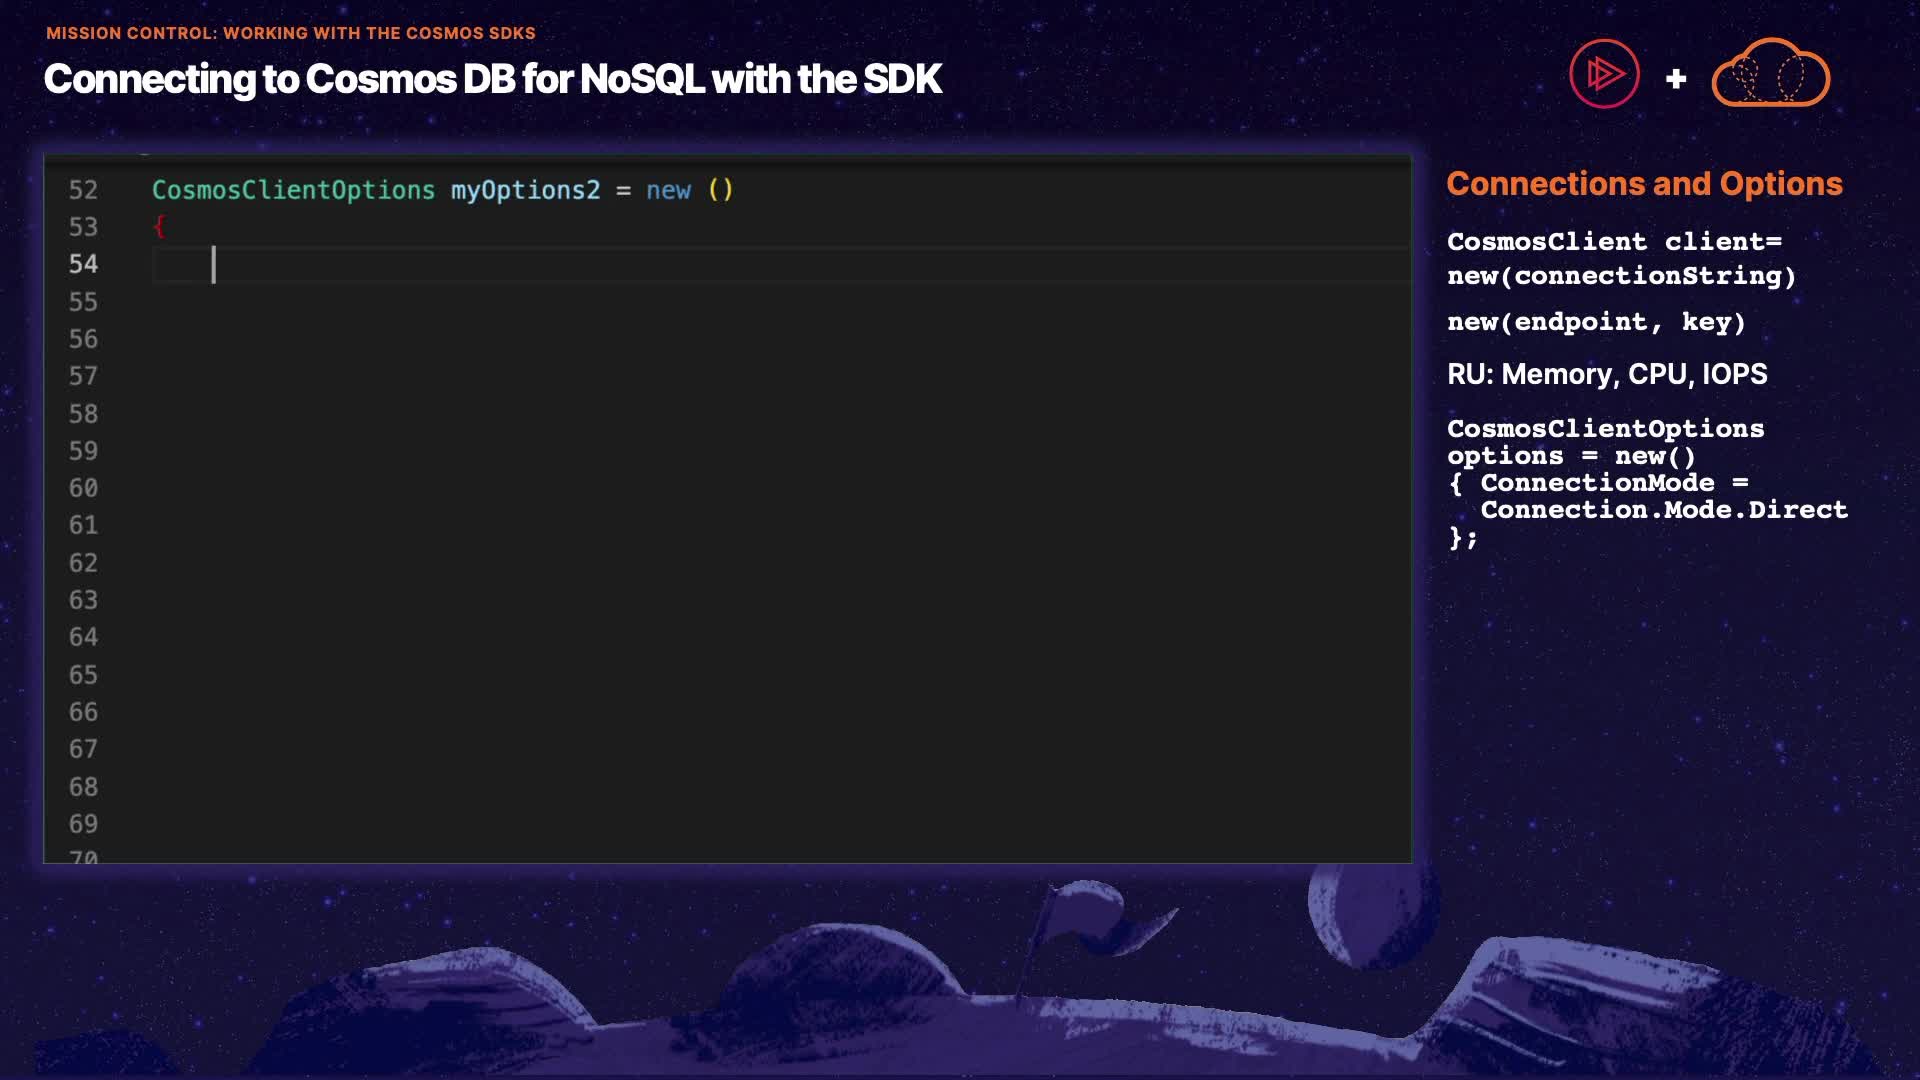 MISSION CONTROL: WORKING WITH THE COSMOS SDKS
Connecting to Cosmos DB for NoSQL with the SDK
+
52 CosmosClientOptions myOptions2 = new ()
53 {
54
55
56
57
58
59
60
61
62
63
64
65
66
67
68
69
70
Connections and Options
CosmosClient client=
new(connectionString)
new(endpoint, key)
RU: Memory, CPU, IOPS
CosmosClientOptions
options = new()
{ ConnectionMode =
Connection.Mode.Direct
};